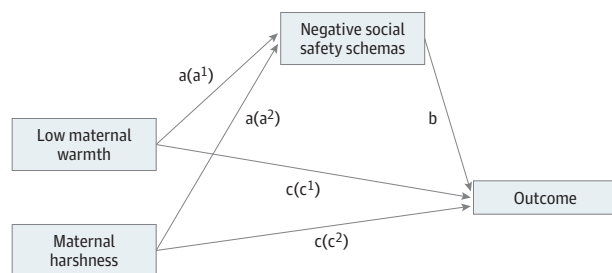 Negative social
safety schemas
a(a¹)
a(a²)
b
Low maternal
warmth
c(c¹)
Outcome
Maternal
harshness
c(c²)